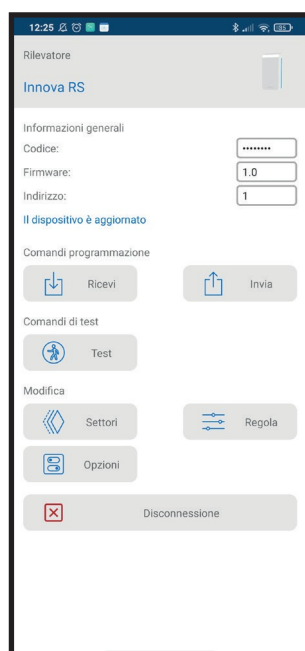 12:25
Rilevatore
Innova RS
Informazioni generali
Codice: ••••••••
Firmware: 1.0
Indirizzo: 1
Il dispositivo è aggiornato
Comandi programmazione
Ricevi Invia
Comandi di test
Test
Modifica
Settori Regola
Opzioni
Disconnessione